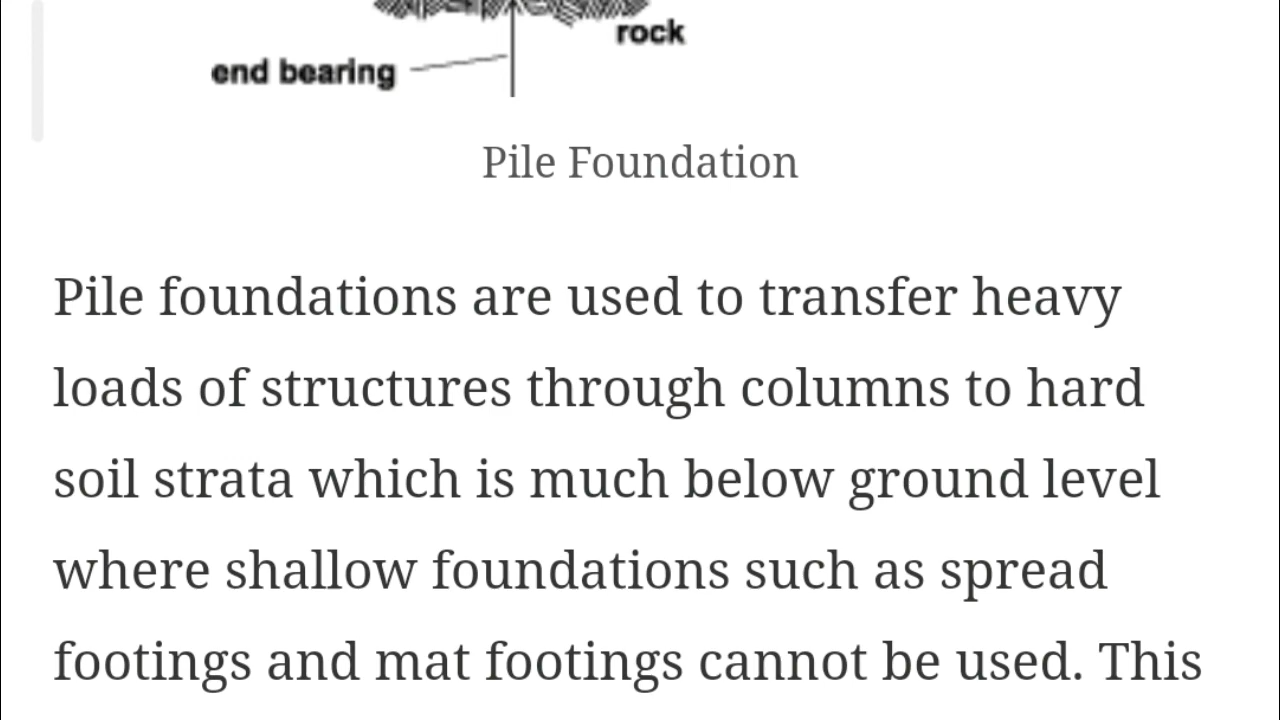 rock
end bearing
Pile Foundation
Pile foundations are used to transfer heavy
loads of structures through columns to hard
soil strata which is much below ground level
where shallow foundations such as spread
footings and mat footings cannot be used. This